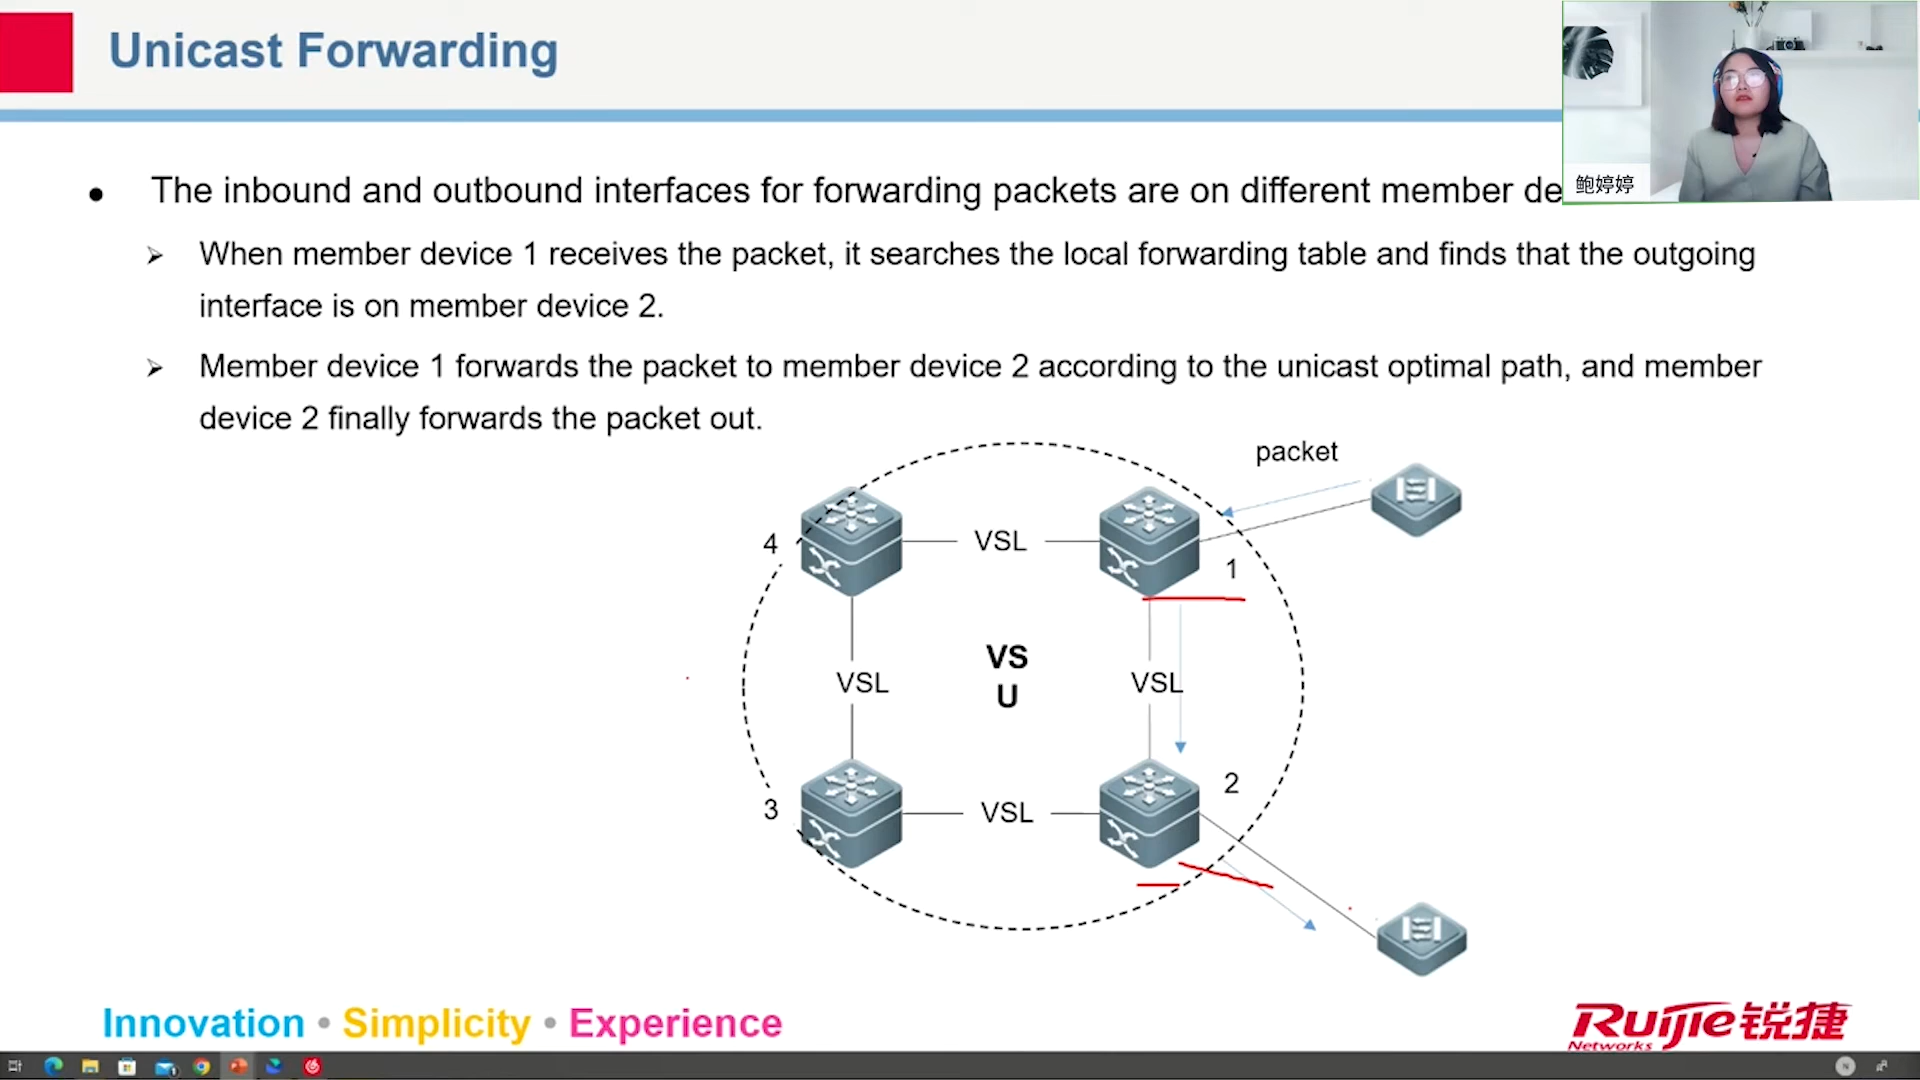 Unicast Forwarding
鲍婷婷
The inbound and outbound interfaces for forwarding packets are on different member de
When member device 1 receives the packet, it searches the local forwarding table and finds that the outgoing
interface is on member device 2.
Member device 1 forwards the packet to member device 2 according to the unicast optimal path, and member
device 2 finally forwards the packet out.
packet
4
VSL
1
VS
U
VSL
VSL
2
3
VSL
Innovation • Simplicity • Experience
Ruijie锐捷
Networks